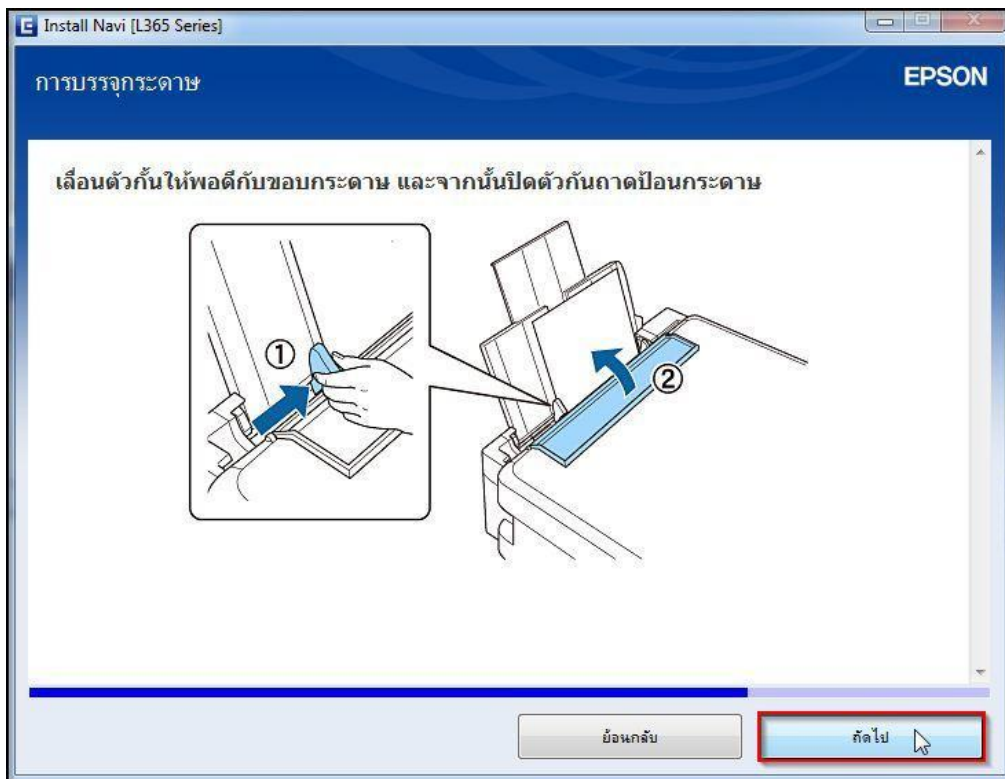 Install Navi [L365 Series]
การบรรจุกระดาษ
EPSON
เลื่อนตัวกั้นให้พอดีกับขอบกระดาษ และจากนั้นปิดตัวกันถาดป้อนกระดาษ
①
②
ย้อนกลับ
ถัดไป